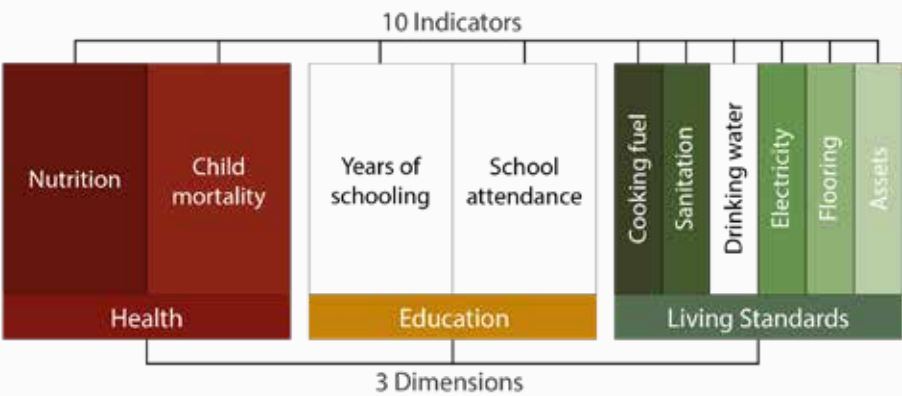 10 Indicators
Nutrition
Child
mortality
Years of
schooling
School
attendance
Cooking fuel
Sanitation
Drinking water
Electricity
Flooring
Assets
Health
Education
Living Standards
3 Dimensions